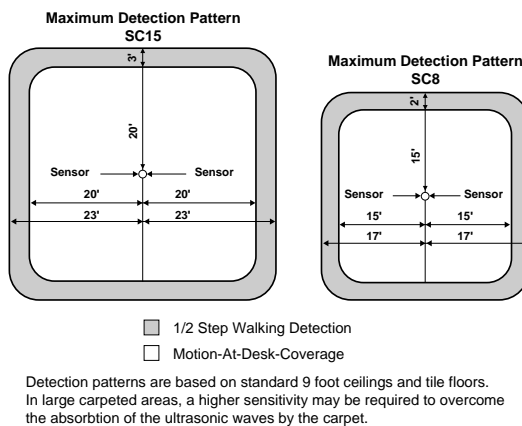 Maximum Detection Pattern
SC15
3'
20'
Sensor
Sensor
20'
20'
23'
23'
Maximum Detection Pattern
SC8
2'
15'
Sensor
Sensor
15'
15'
17'
17'
1/2 Step Walking Detection
Motion-At-Desk-Coverage
Detection patterns are based on standard 9 foot ceilings and tile floors.
In large carpeted areas, a higher sensitivity may be required to overcome
the absorbtion of the ultrasonic waves by the carpet.